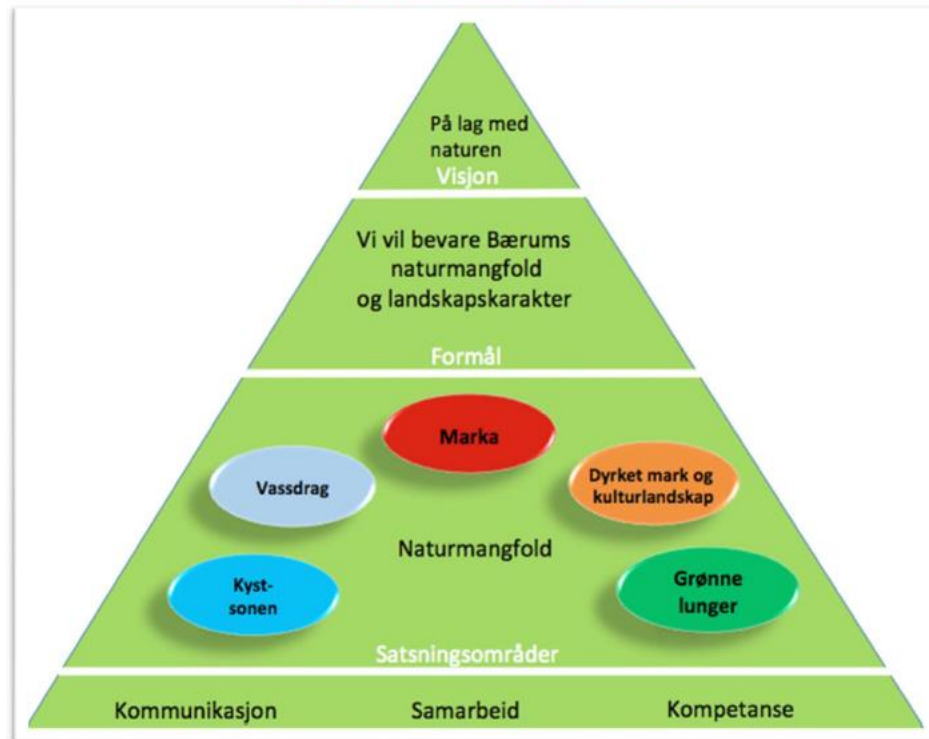 På lag med
naturen
Visjon
Vi vil bevare Bærums
naturmangfold
og landskapskarakter
Formål
Marka
Vassdrag
Dyrket mark og
kulturlandskap
Naturmangfold
Kyst-
sonen
Grønne
lunger
Satsningsområder
Kommunikasjon
Samarbeid
Kompetanse